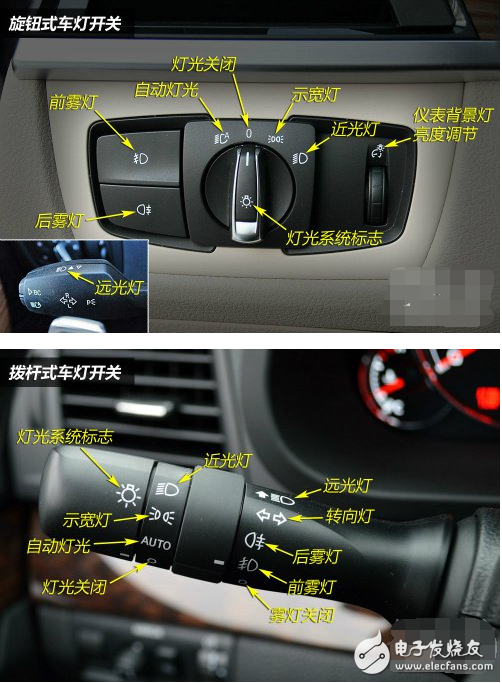 旋钮式车灯开关
灯光关闭
自动灯光
示宽灯
前雾灯
近光灯
仪表背景灯
亮度调节
A
0
后雾灯
灯光系统标志
远光灯
BC
R
L
拨杆式车灯开关
灯光系统标志
近光灯
远光灯
示宽灯
转向灯
自动灯光
AUTO
后雾灯
灯光关闭
前雾灯
雾灯关闭
电子发烧友
www.elecfans.com